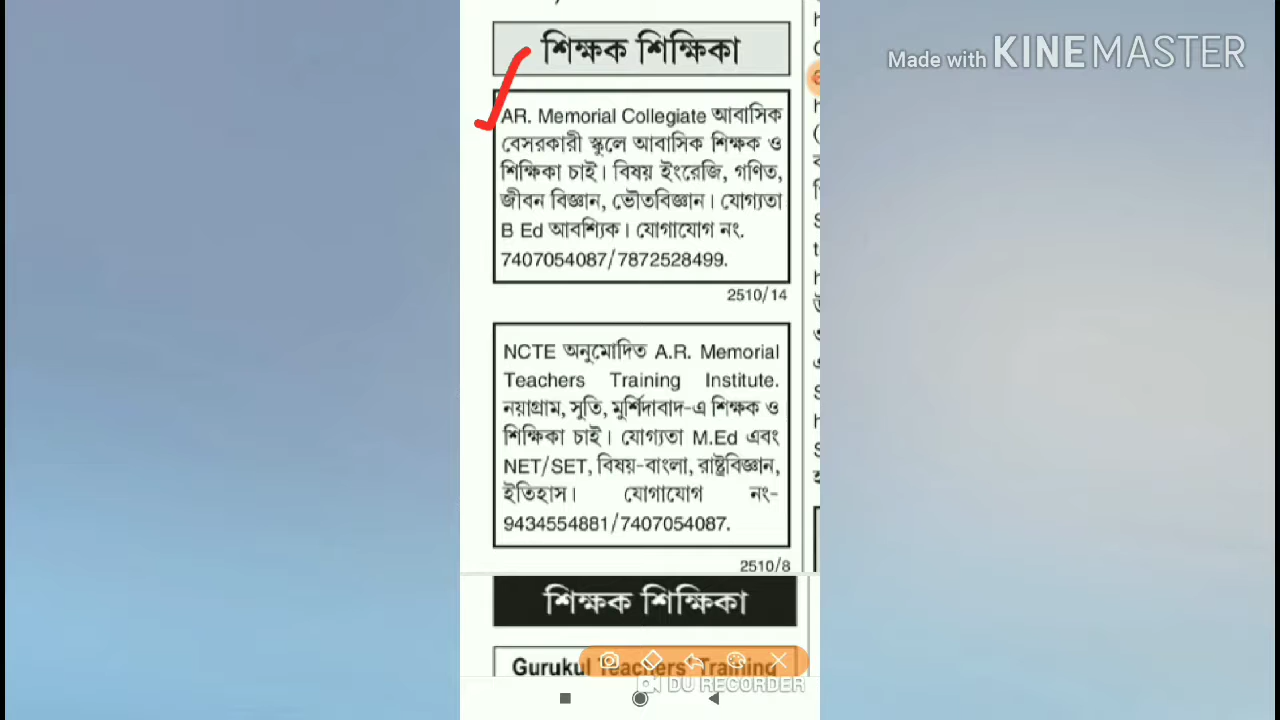 শিক্ষক শিক্ষিকা
Made with KINEMASTER
AR. Memorial Collegiate আবাসিক
বেসরকারী স্কুলে আবাসিক শিক্ষক ও
শিক্ষিকা চাই। বিষয় ইংরেজি, গণিত,
জীবন বিজ্ঞান, ভৌতবিজ্ঞান। যোগ্যতা
B Ed আবশ্যিক। যোগাযোগ নং.
7407054087/7872528499.
2510/14
NCTE অনুমোদিত A.R. Memorial
Teachers Training Institute.
নয়াগ্রাম, সুতি, মুর্শিদাবাদ-এ শিক্ষক ও
শিক্ষিকা চাই। যোগ্যতা M.Ed এবং
NET/SET, বিষয়-বাংলা, রাষ্ট্রবিজ্ঞান,
ইতিহাস। যোগাযোগ নং-
9434554881/7407054087.
2510/8
শিক্ষক শিক্ষিকা
Gurukul Teachers' Training
DU RECORDER